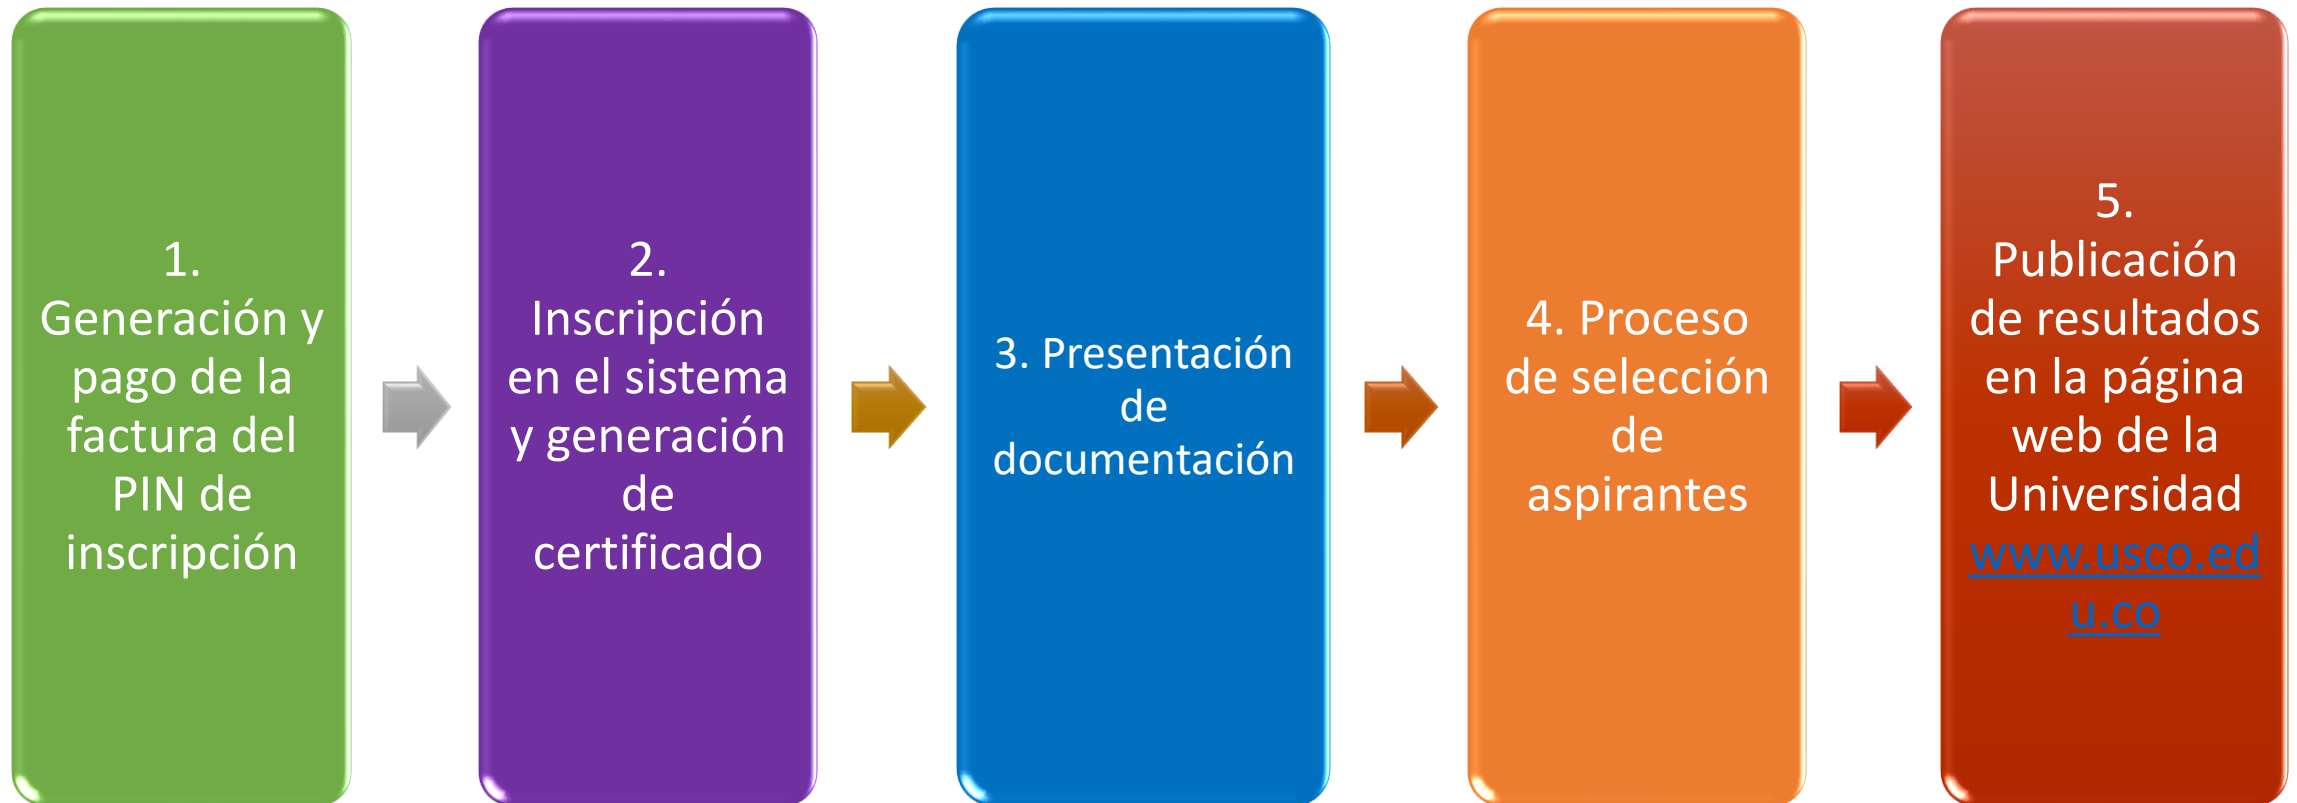 1.
Generación y
pago de la
factura del
PIN de
inscripción
2.
Inscripción
en el sistema
y generación
de
certificado
3. Presentación
de
documentación
4. Proceso
de selección
de
aspirantes
5.
Publicación
de resultados
en la página
web de la
Universidad
www.usco.ed
u.co